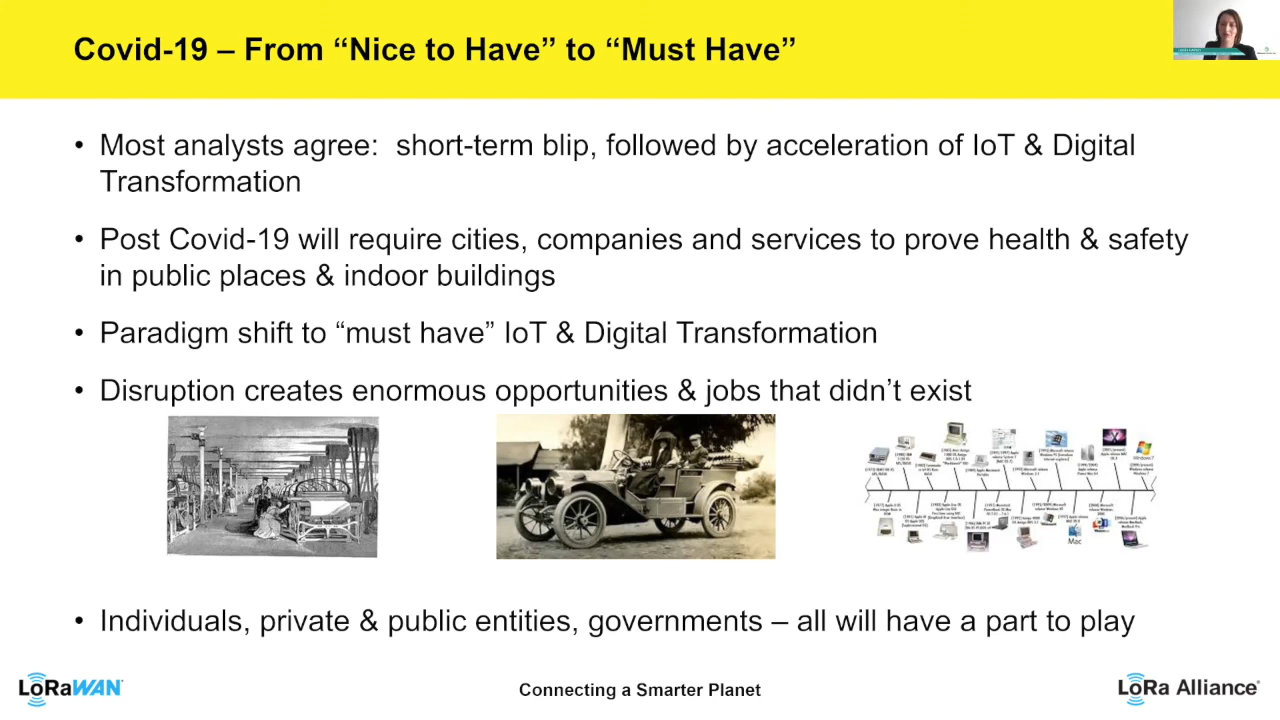 Covid-19 – From “Nice to Have” to “Must Have”
• Most analysts agree:  short-term blip, followed by acceleration of IoT & Digital
Transformation
• Post Covid-19 will require cities, companies and services to prove health & safety
in public places & indoor buildings
• Paradigm shift to “must have” IoT & Digital Transformation
• Disruption creates enormous opportunities & jobs that didn’t exist
Mac
• Individuals, private & public entities, governments – all will have a part to play
LoRaWAN
Connecting a Smarter Planet
LoRa Alliance